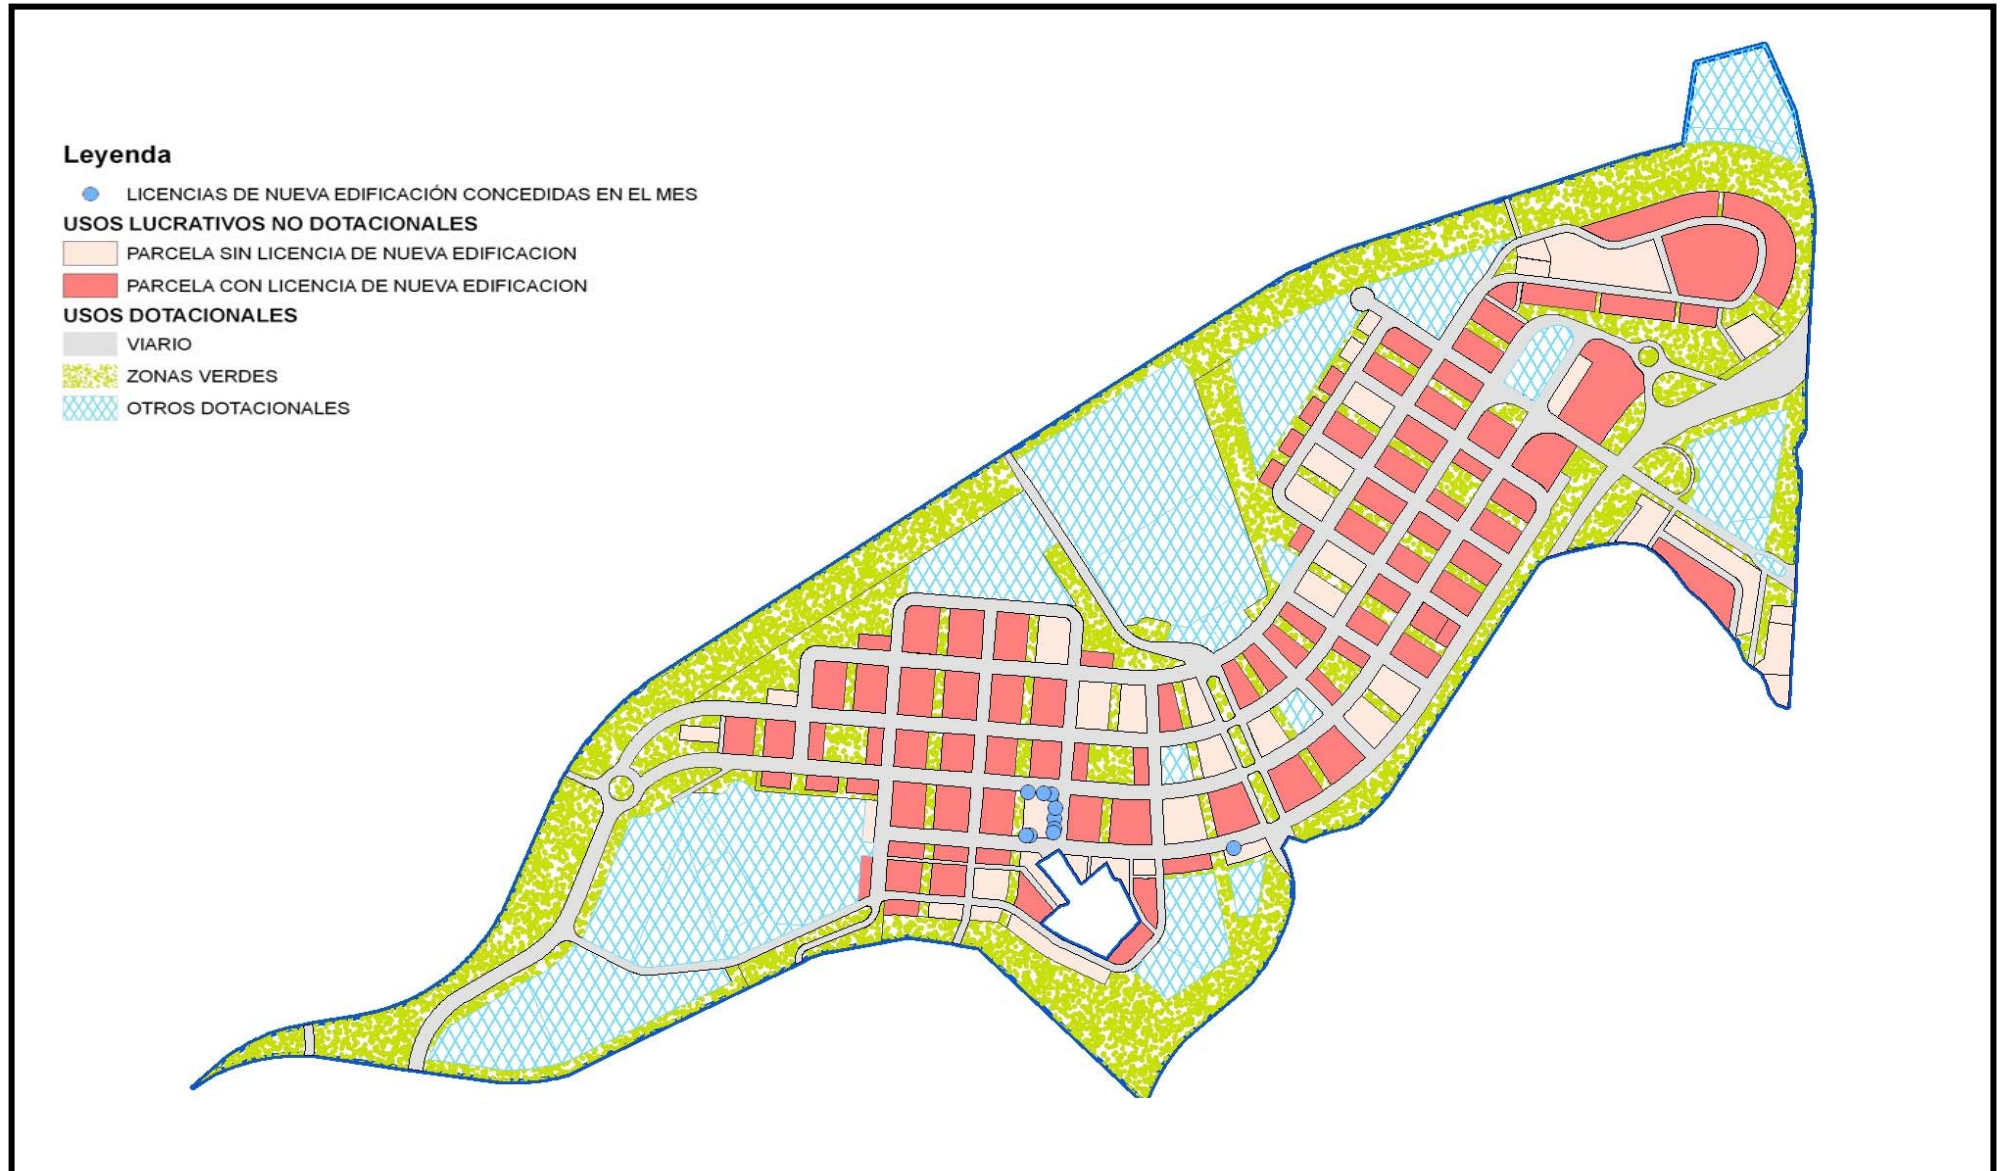 Leyenda
LICENCIAS DE NUEVA EDIFICACIÓN CONCEDIDAS EN EL MES
USOS LUCRATIVOS NO DOTACIONALES
PARCELA SIN LICENCIA DE NUEVA EDIFICACION
PARCELA CON LICENCIA DE NUEVA EDIFICACION
USOS DOTACIONALES
VIARIO
ZONAS VERDES
OTROS DOTACIONALES